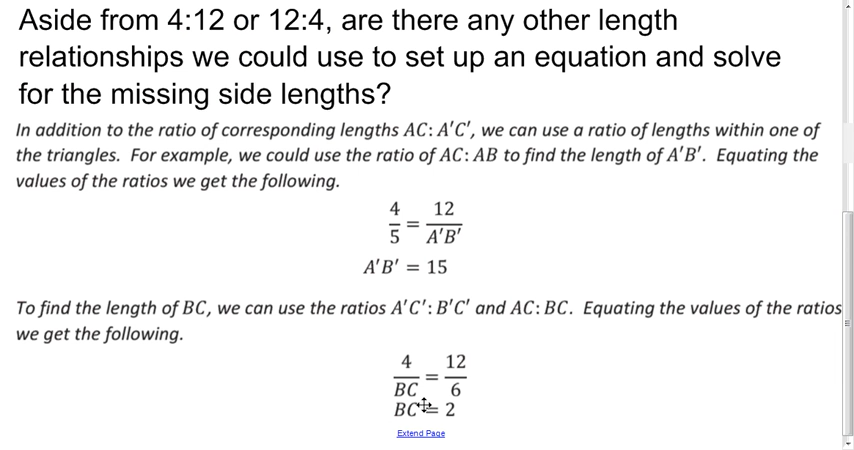 Aside from 4:12 or 12:4, are there any other length
relationships we could use to set up an equation and solve
for the missing side lengths?
In addition to the ratio of corresponding lengths AC: A′C′, we can use a ratio of lengths within one of
the triangles. For example, we could use the ratio of AC: AB to find the length of A′B′. Equating the
values of the ratios we get the following.
4/5 = 12/A′B′
A′B′ = 15
To find the length of BC, we can use the ratios A′C′: B′C′ and AC: BC. Equating the values of the ratios
we get the following.
4/BC = 12/6
BC = 2
Extend Page